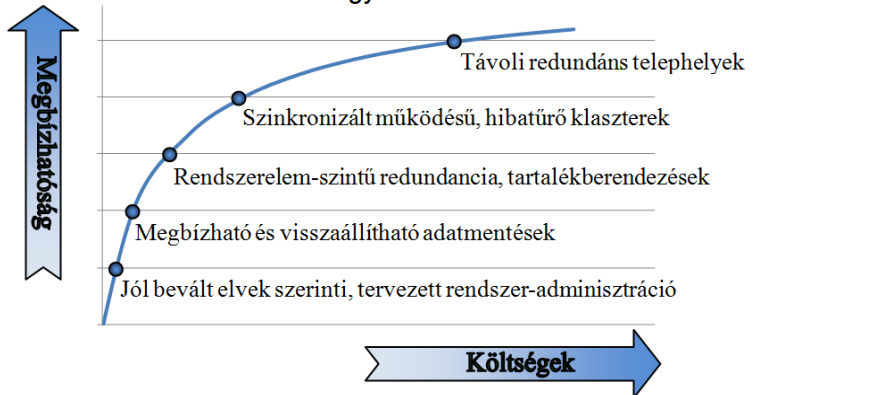 Megbízhatóság
Távoli redundáns telephelyek
Szinkronizált működésű, hibatűrő klaszterek
Rendszerelem-szintű redundancia, tartalékberendezések
Megbízható és visszaállítható adatmentések
Jól bevált elvek szerinti, tervezett rendszer-adminisztráció
Költségek